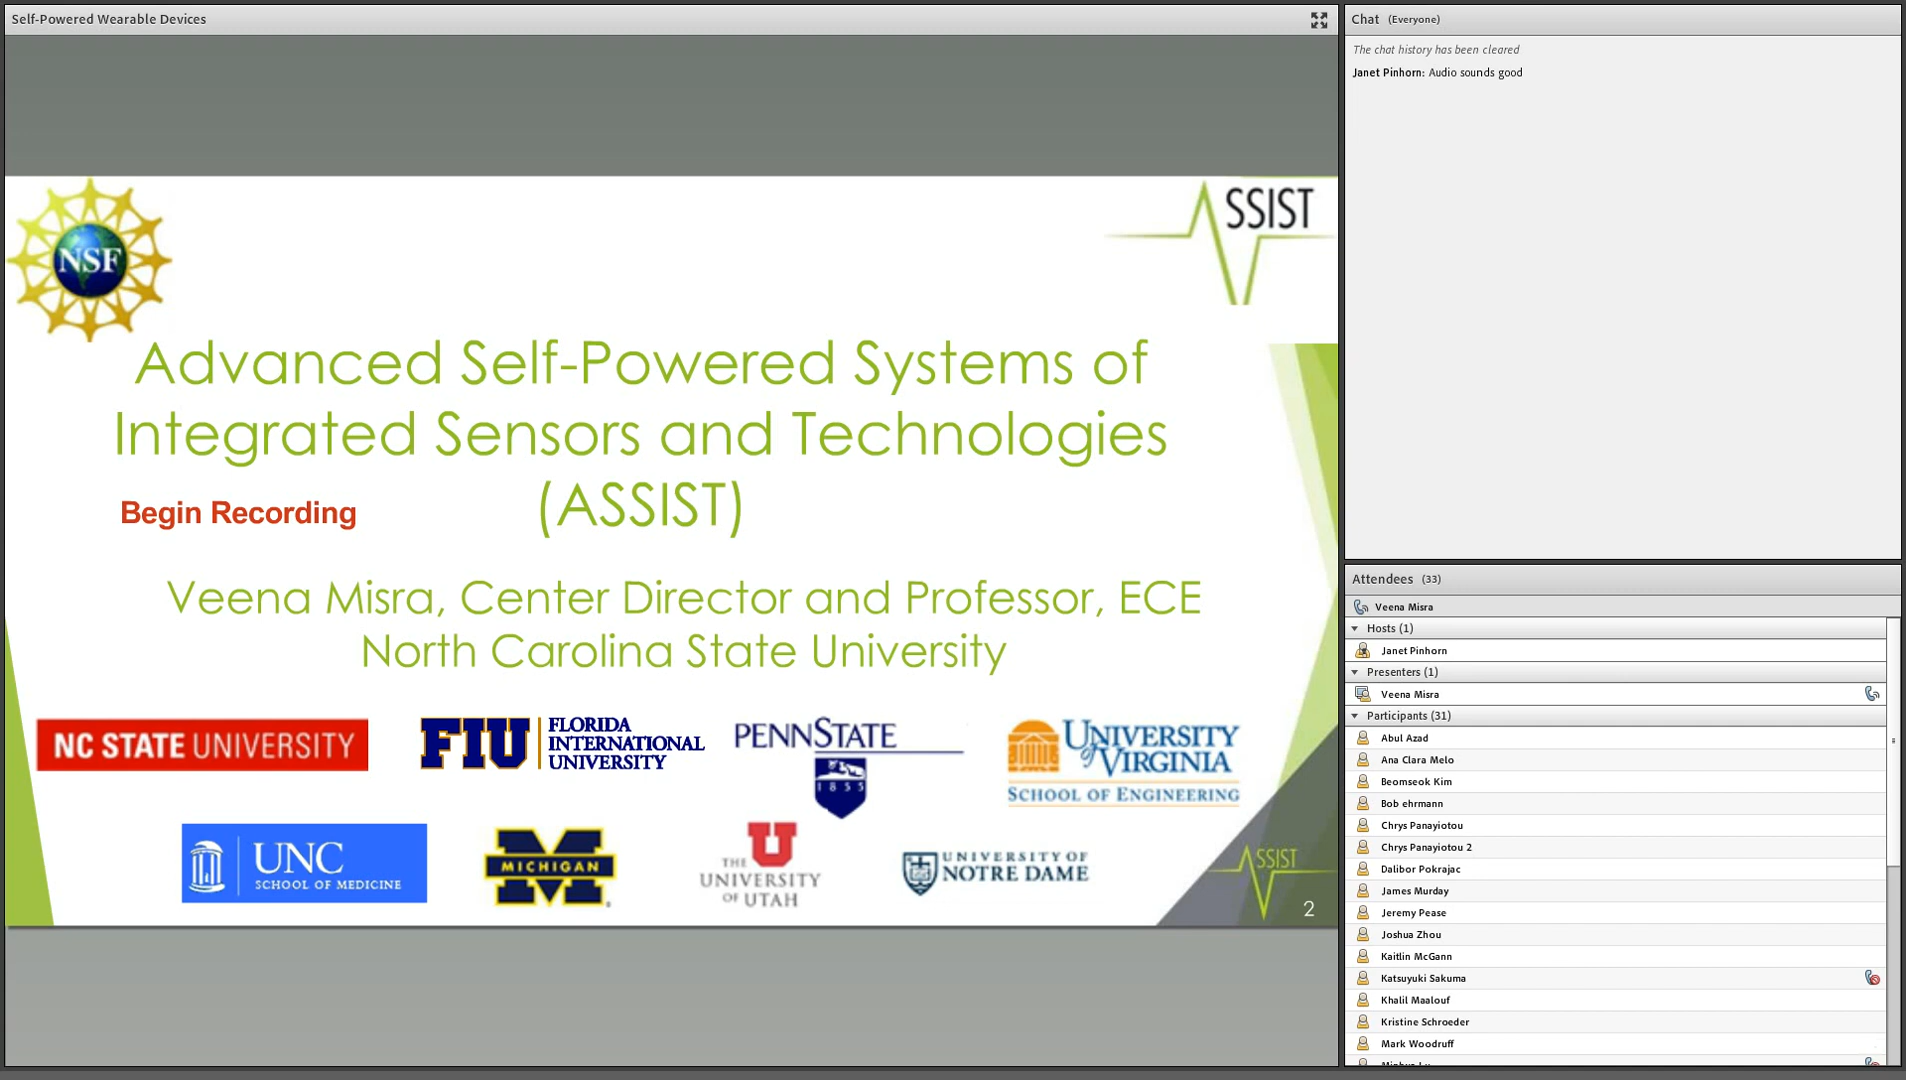 Self-Powered Wearable Devices
NSF
SSIST
Advanced Self-Powered Systems of
Integrated Sensors and Technologies
(ASSIST)
Begin Recording
Veena Misra, Center Director and Professor, ECE
North Carolina State University
NC STATE UNIVERSITY
FIU
FLORIDA
INTERNATIONAL
UNIVERSITY
PENNSTATE
1855
UNIVERSITY
of VIRGINIA
SCHOOL OF ENGINEERING
UNC
SCHOOL OF MEDICINE
MICHIGAN
U
THE
UNIVERSITY
OF UTAH
UNIVERSITY OF
NOTRE DAME
SSIST
2
Chat (Everyone)
The chat history has been cleared
Janet Pinhorn: Audio sounds good
Attendees (33)
Veena Misra
Hosts (1)
Janet Pinhorn
Presenters (1)
Veena Misra
Participants (31)
Abul Azad
Ana Clara Melo
Beomseok Kim
Bob ehrmann
Chrys Panayiotou
Chrys Panayiotou 2
Dalibor Pokrajac
James Murday
Jeremy Pease
Joshua Zhou
Kaitlin McGann
Katsuyuki Sakuma
Khalil Maalouf
Kristine Schroeder
Mark Woodruff